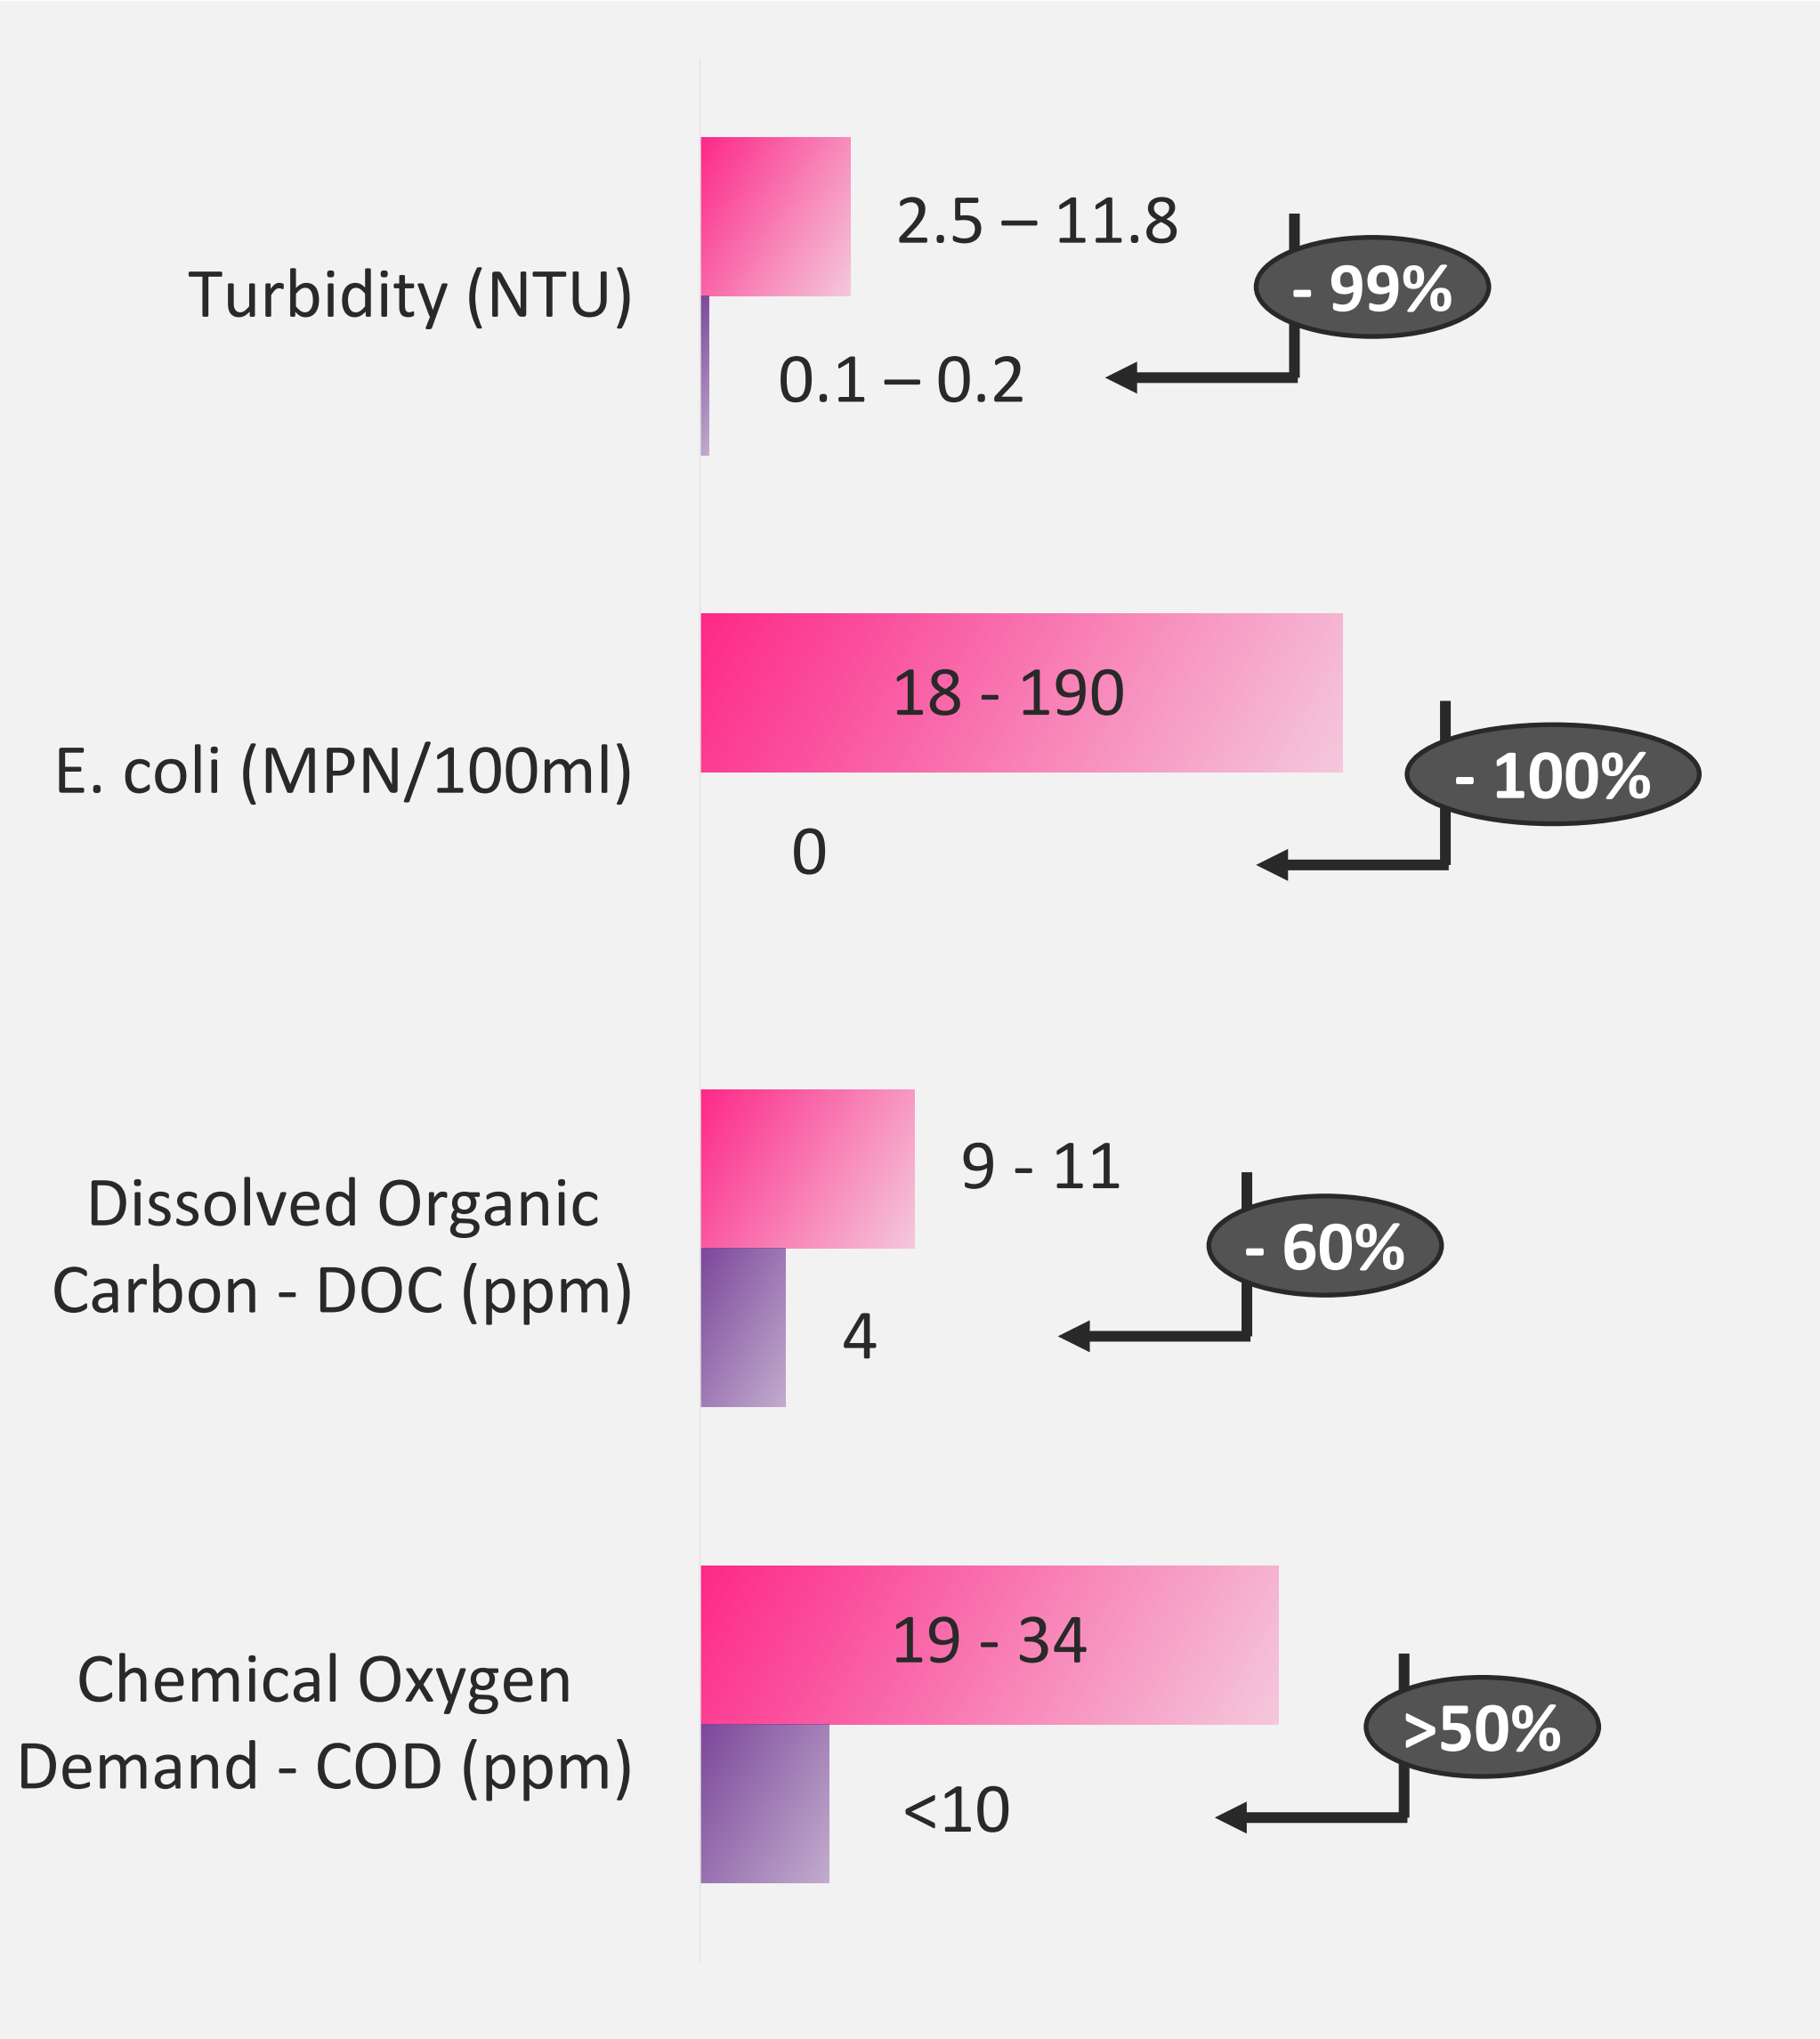 2.5 – 11.8
Turbidity (NTU)
- 99%
0.1 – 0.2
18 - 190
E. coli (MPN/100ml)
- 100%
0
9 - 11
Dissolved Organic
Carbon - DOC (ppm)
- 60%
4
19 - 34
Chemical Oxygen
Demand - COD (ppm)
>50%
<10